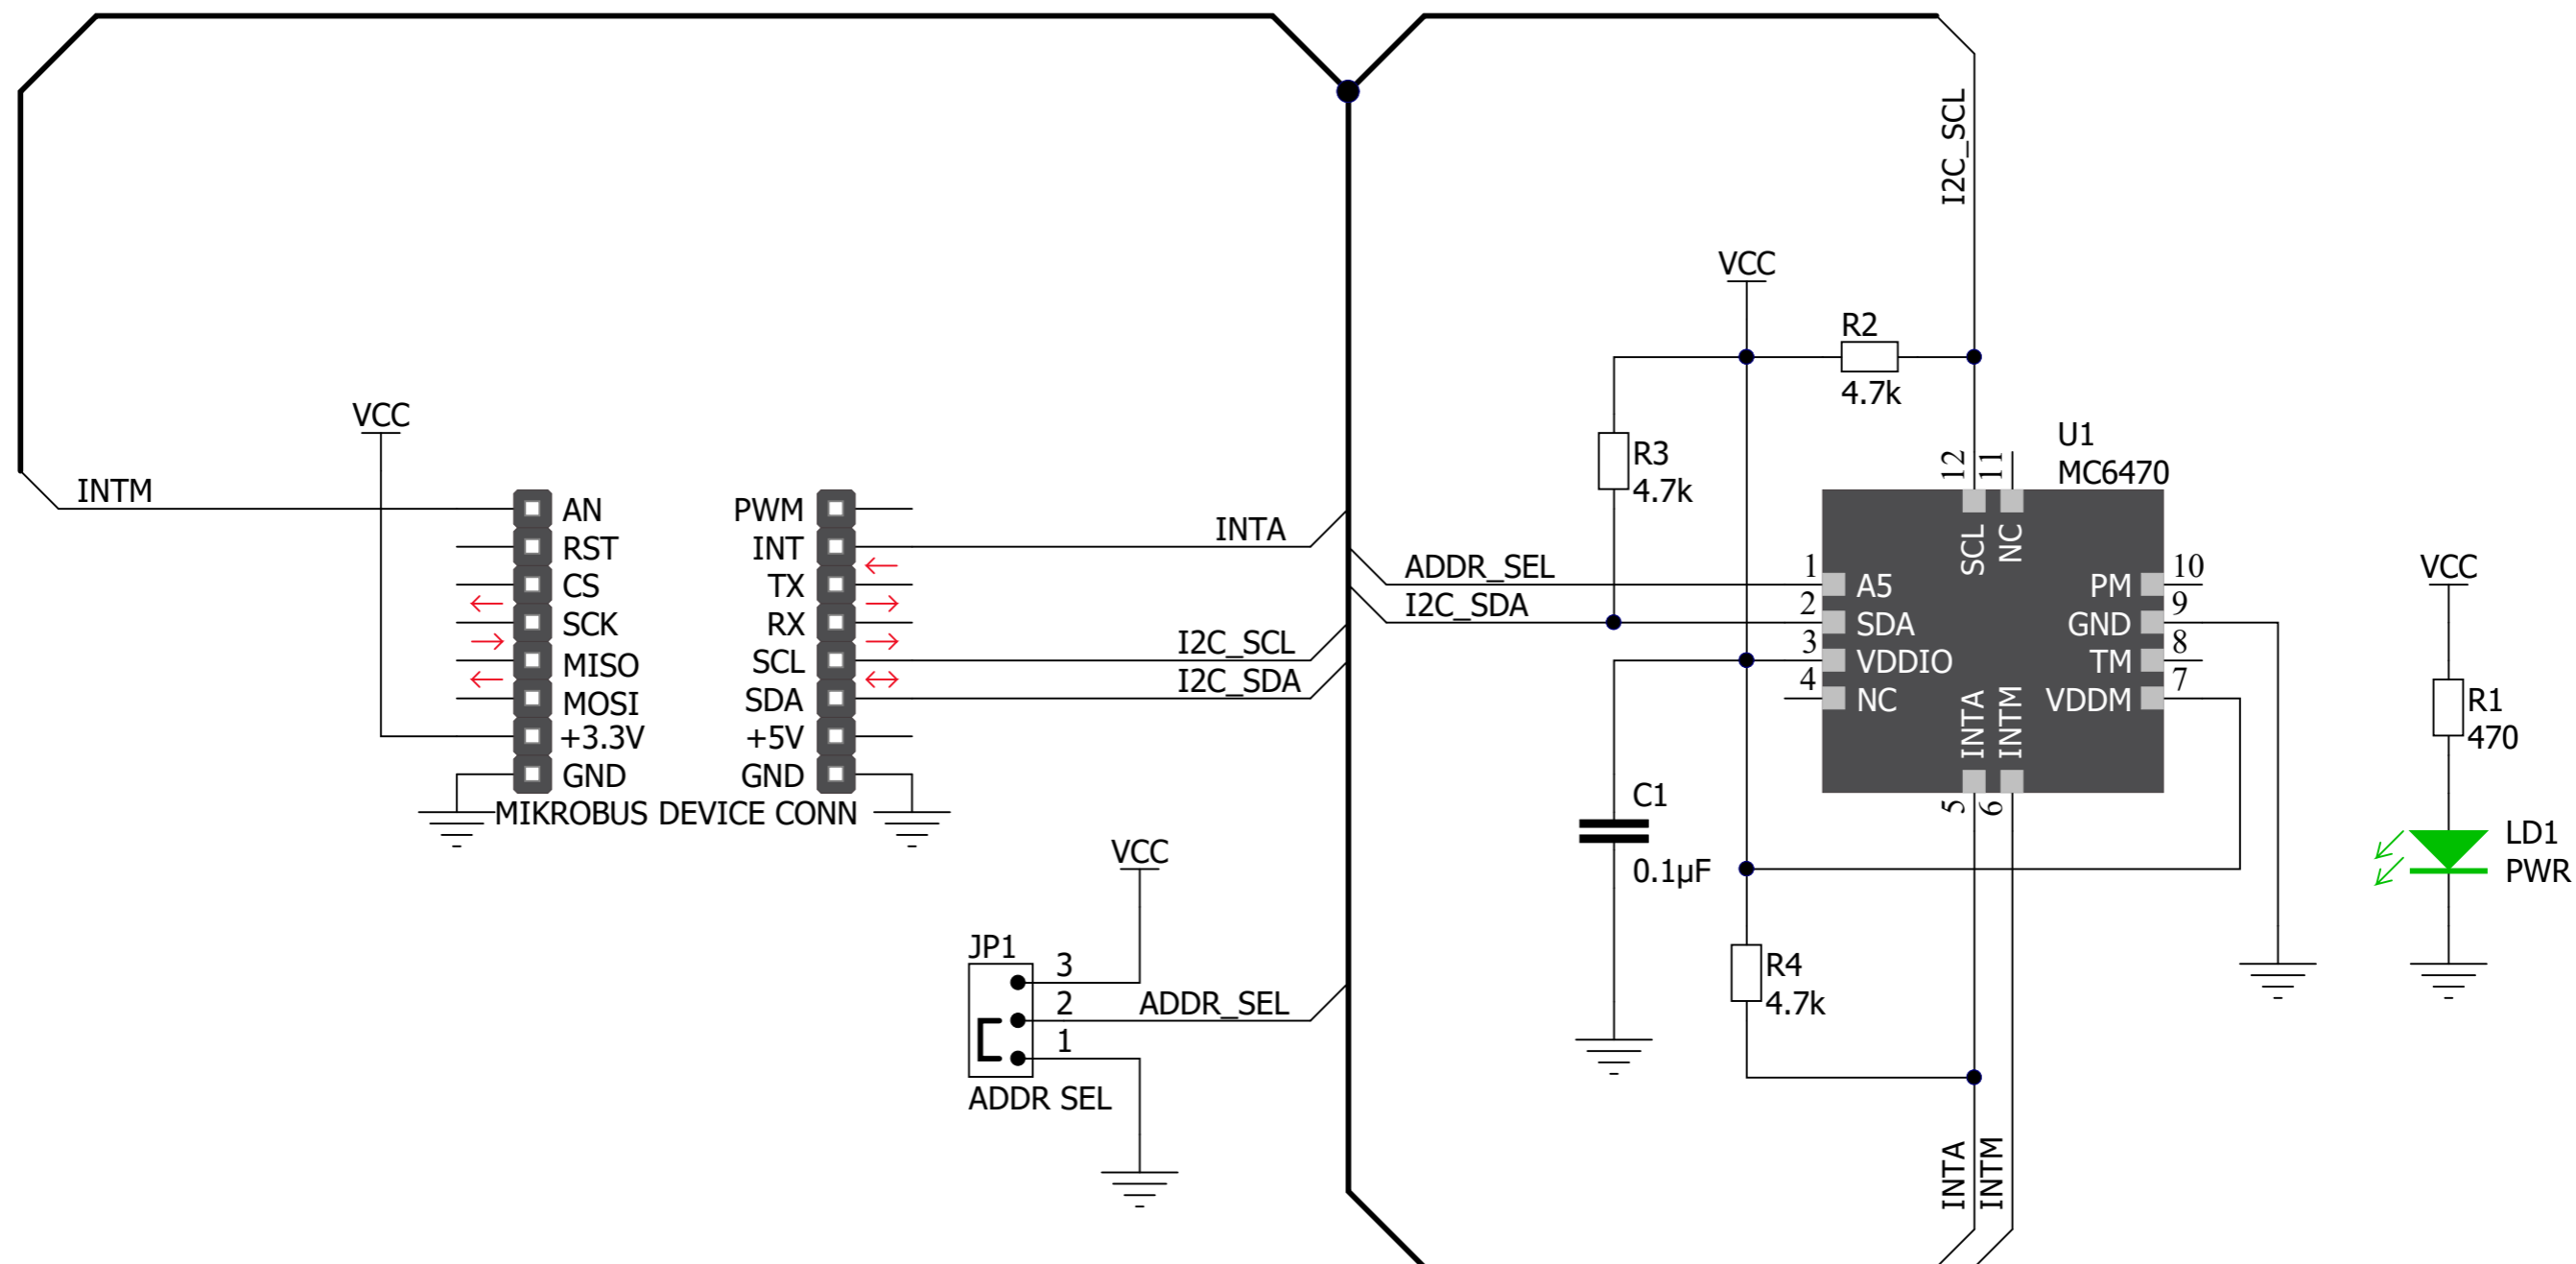 I2C_SCL
VCC
R2
4.7k
VCC
R3
4.7k
U1
MC6470
12
11
INTM
AN
RST
CS
SCK
MISO
MOSI
+3.3V
GND
PWM
INT
TX
RX
SCL
SDA
+5V
GND
MIKROBUS DEVICE CONN
INTA
I2C_SCL
I2C_SDA
ADDR_SEL
I2C_SDA
1
2
3
4
A5
SDA
VDDIO
NC
SCL
NC
INTA
INTM
PM
GND
TM
VDDM
10
9
8
7
5
6
VCC
R1
470
LD1
PWR
C1
0.1µF
VCC
JP1
3
2
1
ADDR_SEL
ADDR SEL
R4
4.7k
INTA
INTM